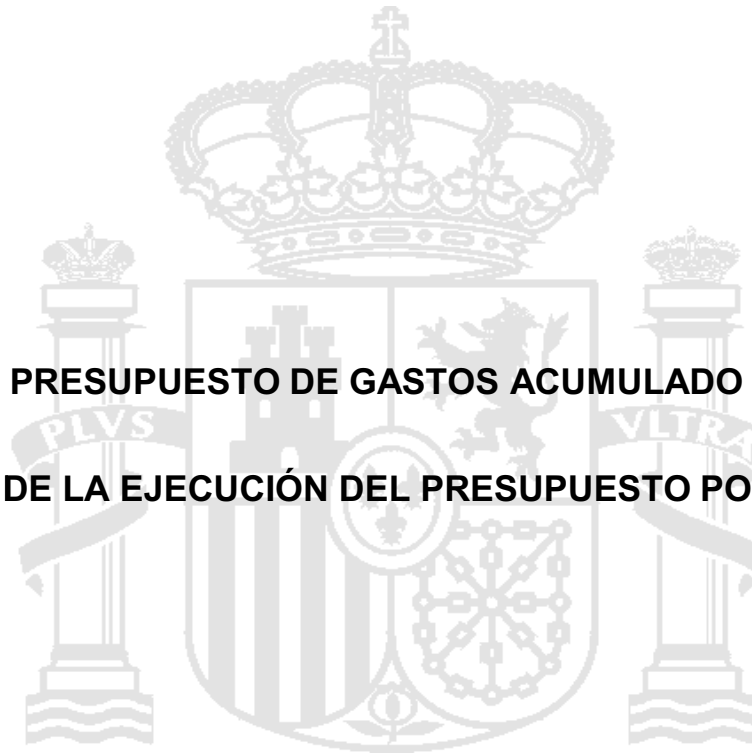 PRESUPUESTO DE GASTOS ACUMULADO
PLVS VLTRA
DE LA EJECUCIÓN DEL PRESUPUESTO PO